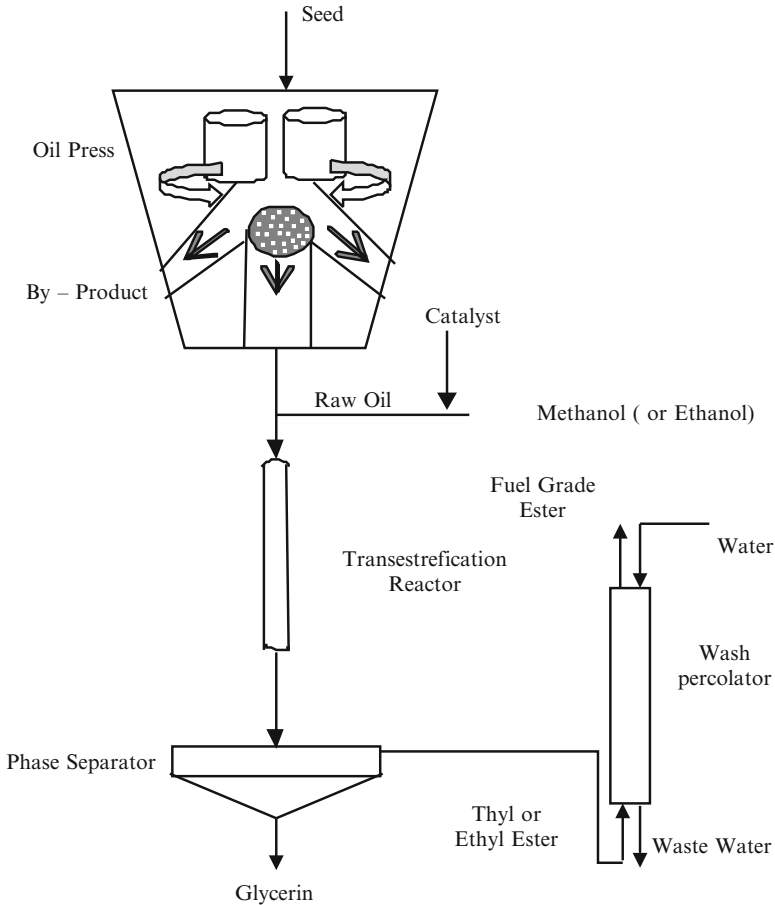 Seed
Oil Press
By – Product
Catalyst
Raw Oil
Methanol ( or Ethanol)
Fuel Grade
Ester
Water
Transestrefication
Reactor
Wash
percolator
Phase Separator
Thyl or
Ethyl Ester
Waste Water
Glycerin